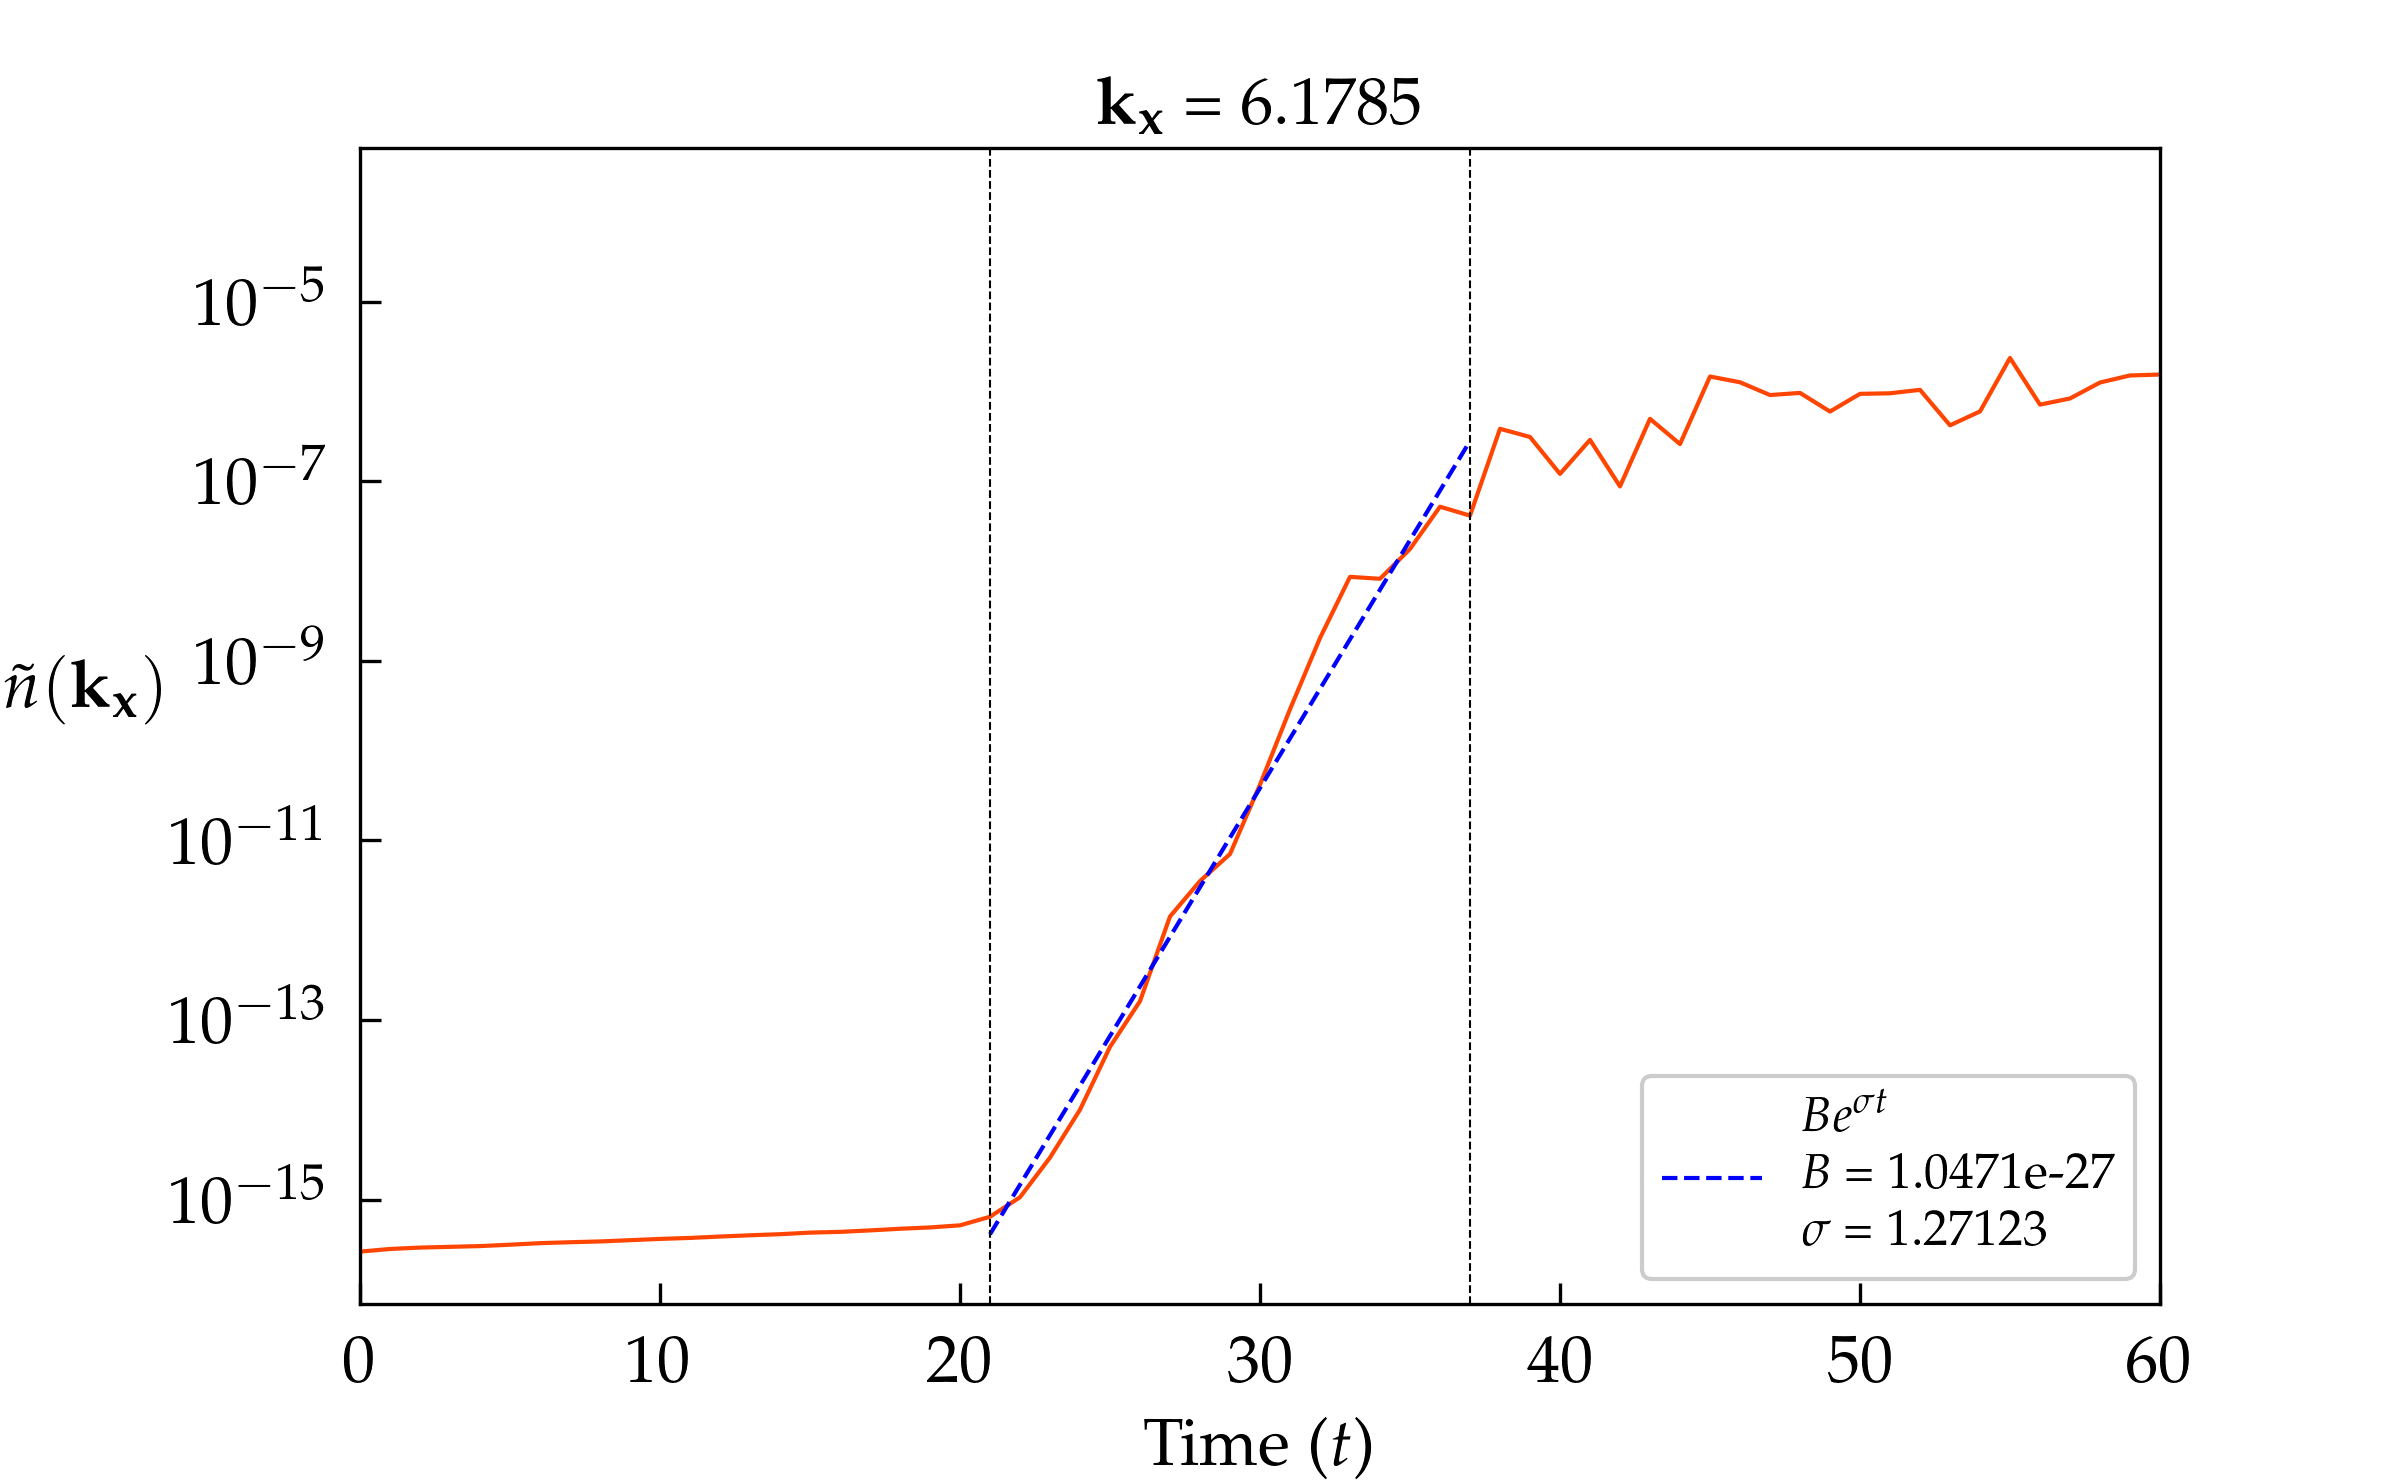 𝐤ₓ = 6.1785
10⁻⁵
10⁻⁷
10⁻⁹
10⁻¹¹
10⁻¹³
10⁻¹⁵
ñ(𝐤ₓ)
Beσt
B = 1.0471e-27
σ = 1.27123
0 10 20 30 40 50 60
Time (t)